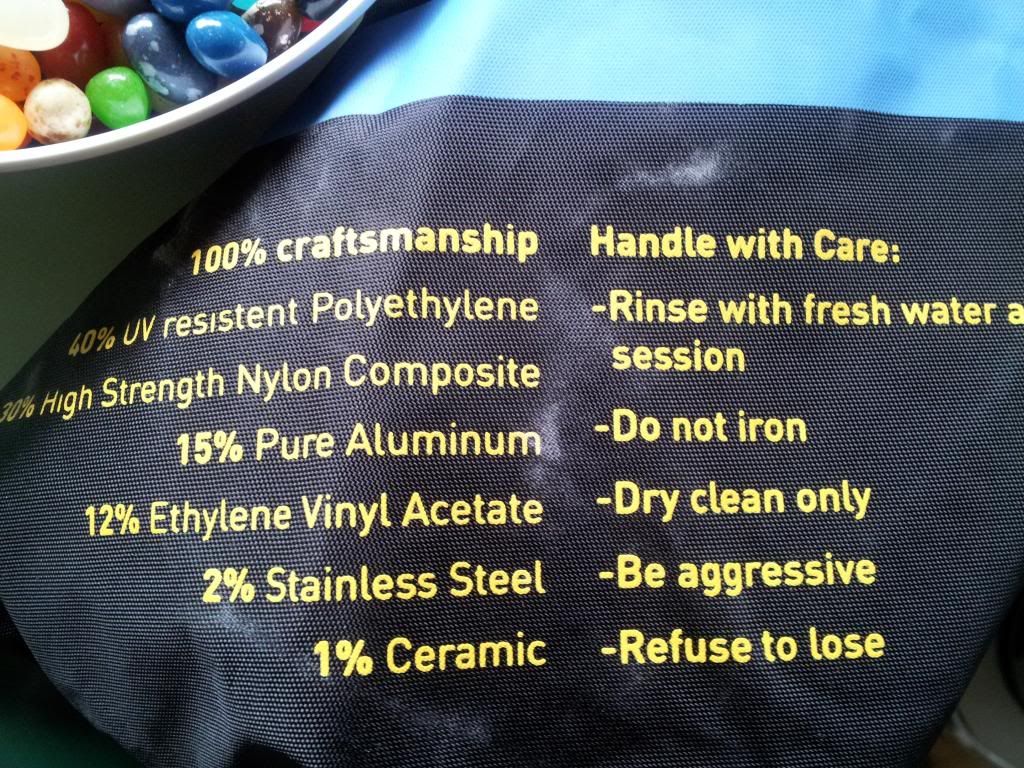 100% craftsmanship
40% UV resistent Polyethylene
30% High Strength Nylon Composite
15% Pure Aluminum
12% Ethylene Vinyl Acetate
2% Stainless Steel
1% Ceramic
Handle with Care:
-Rinse with fresh water
session
-Do not iron
-Dry clean only
-Be aggressive
-Refuse to lose